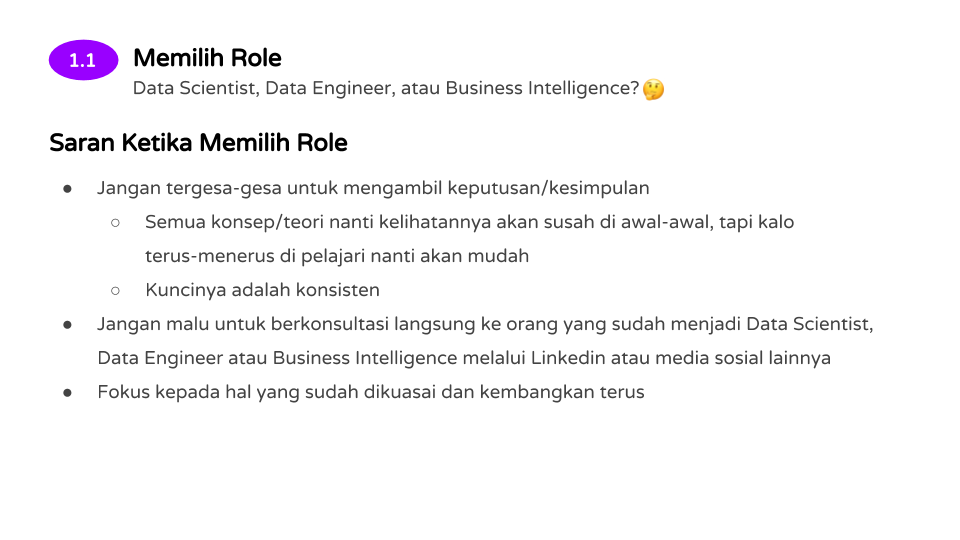 1.1
Memilih Role
Data Scientist, Data Engineer, atau Business Intelligence?🤔
Saran Ketika Memilih Role
● Jangan tergesa-gesa untuk mengambil keputusan/kesimpulan
○ Semua konsep/teori nanti kelihatannya akan susah di awal-awal, tapi kalo
terus-menerus di pelajari nanti akan mudah
○ Kuncinya adalah konsisten
● Jangan malu untuk berkonsultasi langsung ke orang yang sudah menjadi Data Scientist,
Data Engineer atau Business Intelligence melalui Linkedin atau media sosial lainnya
● Fokus kepada hal yang sudah dikuasai dan kembangkan terus